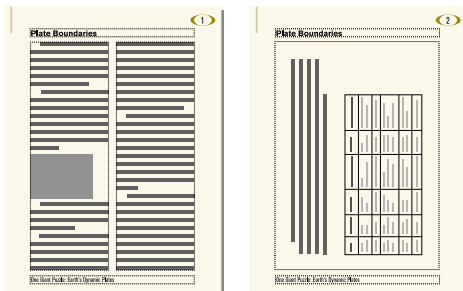 1
Plate Boundaries
One Giant Puzzle: Earth's Dynamic Plates
2
Plate Boundaries
One Giant Puzzle: Earth's Dynamic Plates